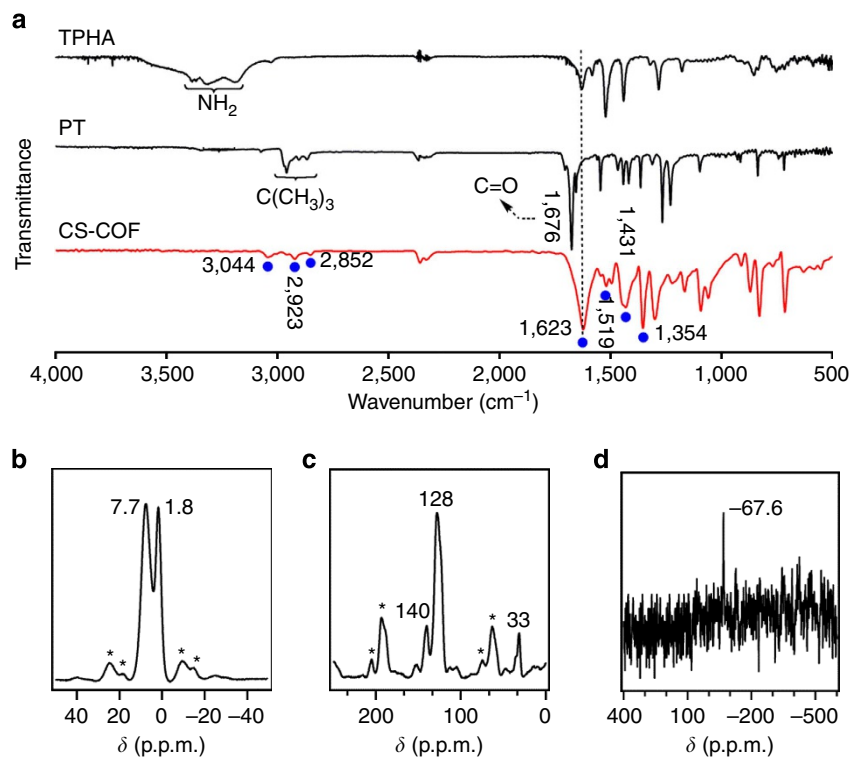 a
TPHA
NH2
PT
C(CH3)3
C=O
1,676
1,431
CS-COF
3,044
2,923
2,852
1,623
1,519
1,354
Transmittance
4,000 3,500 3,000 2,500 2,000 1,500 1,000 500
Wavenumber (cm–1)
b
7.7 1.8
* * * *
40 20 0 –20 –40
δ (p.p.m.)
c
128
140
33
* * * *
200 100 0
δ (p.p.m.)
d
–67.6
400 100 –200 –500
δ (p.p.m.)